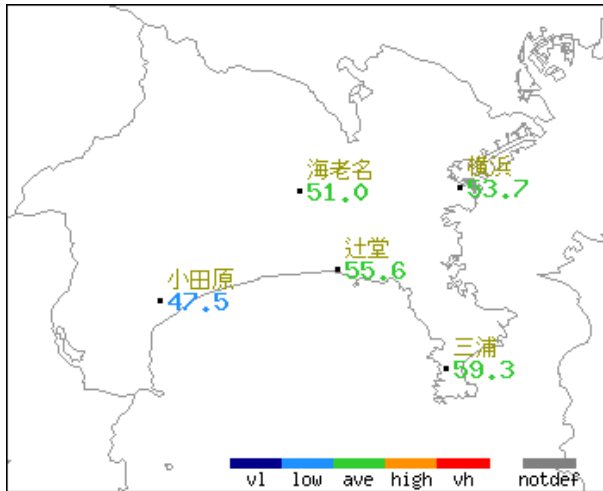 海老名
51.0
横浜
53.7
辻堂
55.6
小田原
47.5
三浦
59.3
vl low ave high vh notdef